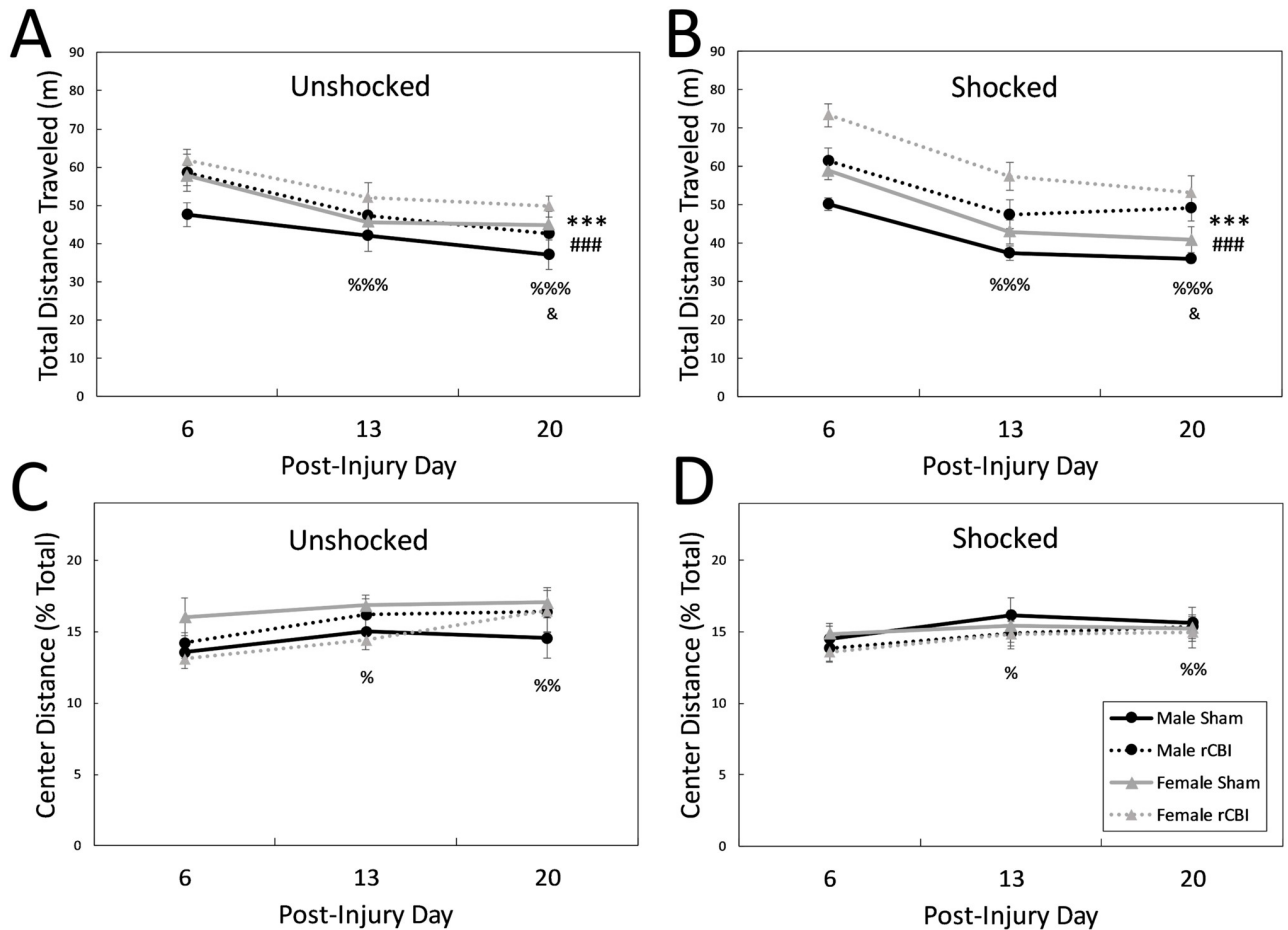 A
Unshocked
Total Distance Traveled (m)
90
80
70
60
50
40
30
20
10
0
***
###
%%%
%%%
&
6
13
20
Post-Injury Day
B
Shocked
Total Distance Traveled (m)
90
80
70
60
50
40
30
20
10
0
***
###
%%%
%%%
&
6
13
20
Post-Injury Day
C
Unshocked
Center Distance (% Total)
20
15
10
5
0
%
%%
6
13
20
Post-Injury Day
D
Shocked
Center Distance (% Total)
20
15
10
5
0
%
%%
Male Sham
Male rCBI
Female Sham
Female rCBI
6
13
20
Post-Injury Day